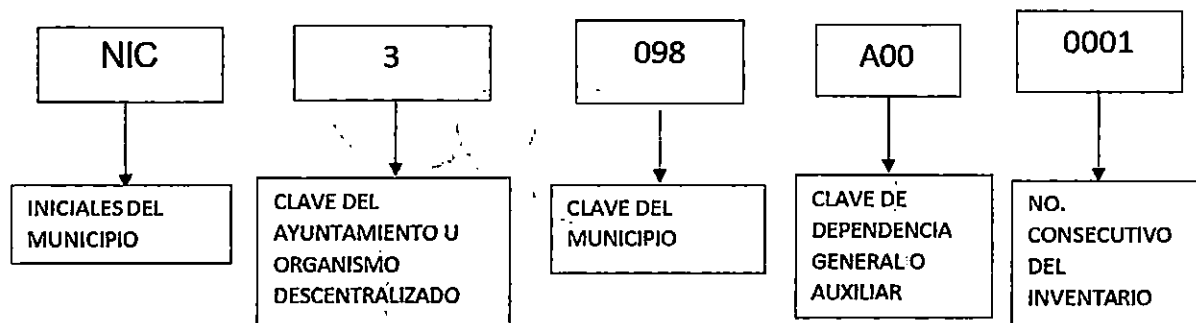 NIC
3
098
A00
0001
INICIALES DEL
MUNICIPIO
CLAVE DEL
AYUNTAMIENTO U
ORGANISMO
DESCENTRALIZADO
CLAVE DEL
MUNICIPIO
CLAVE DE
DEPENDENCIA
GENERAL O
AUXILIAR
NO.
CONSECUTIVO
DEL
INVENTARIO